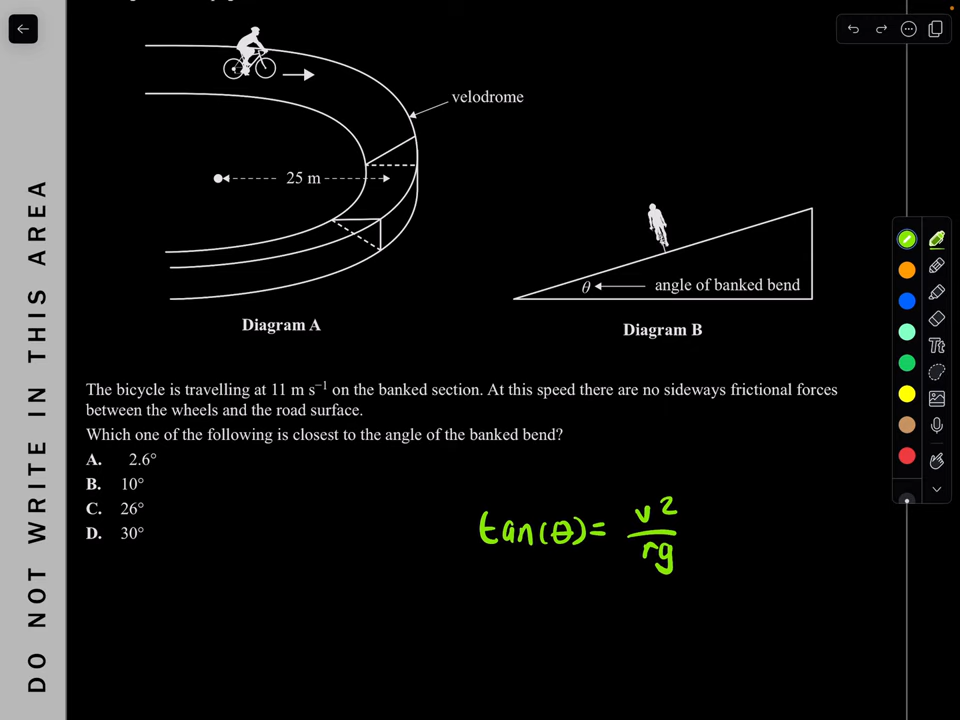 velodrome
25 m
θ
angle of banked bend
Diagram A
Diagram B
The bicycle is travelling at 11 m s⁻¹ on the banked section. At this speed there are no sideways frictional forces
between the wheels and the road surface.
Which one of the following is closest to the angle of the banked bend?
A. 2.6°
B. 10°
C. 26°
D. 30°
tan(θ) = v²/rg
DO NOT WRITE IN THIS AREA
Tt